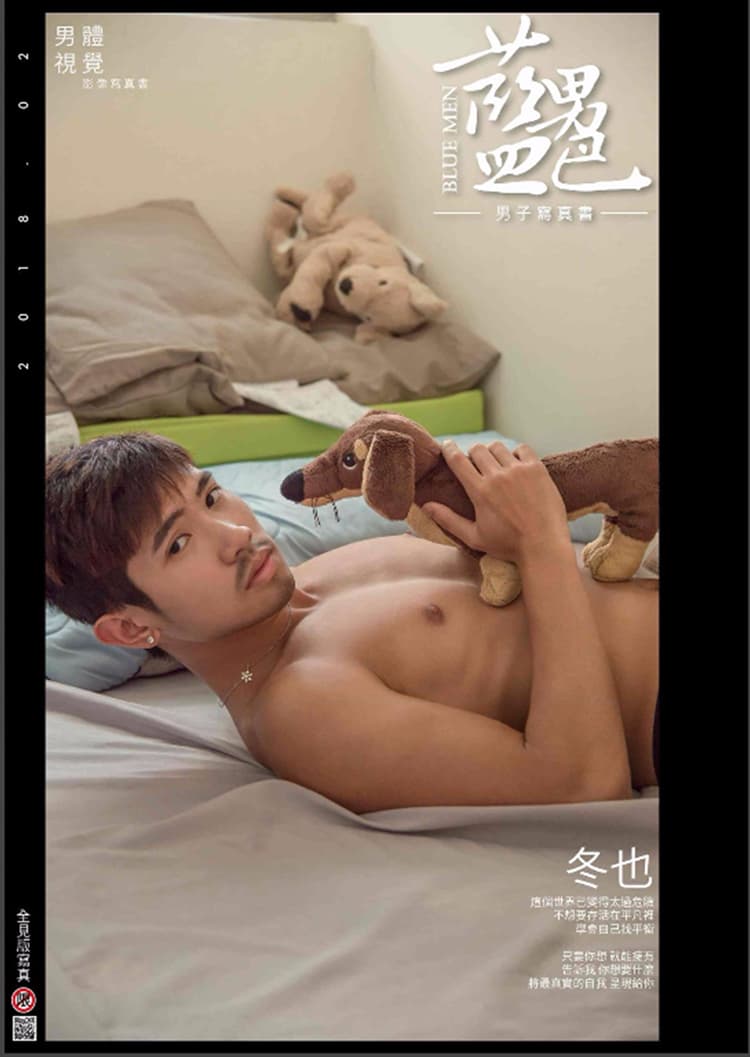 男體
視覺
影像寫真書
藍男色
BLUE MEN
男子寫真書
2018.02
冬也
這個世界已變得太過危險
不想要存活在平凡裡
學會自己找平衡
只要你想 就能擁有
告訴我 你想要什麼
將最真實的自我 呈現給你
全見版寫真
限